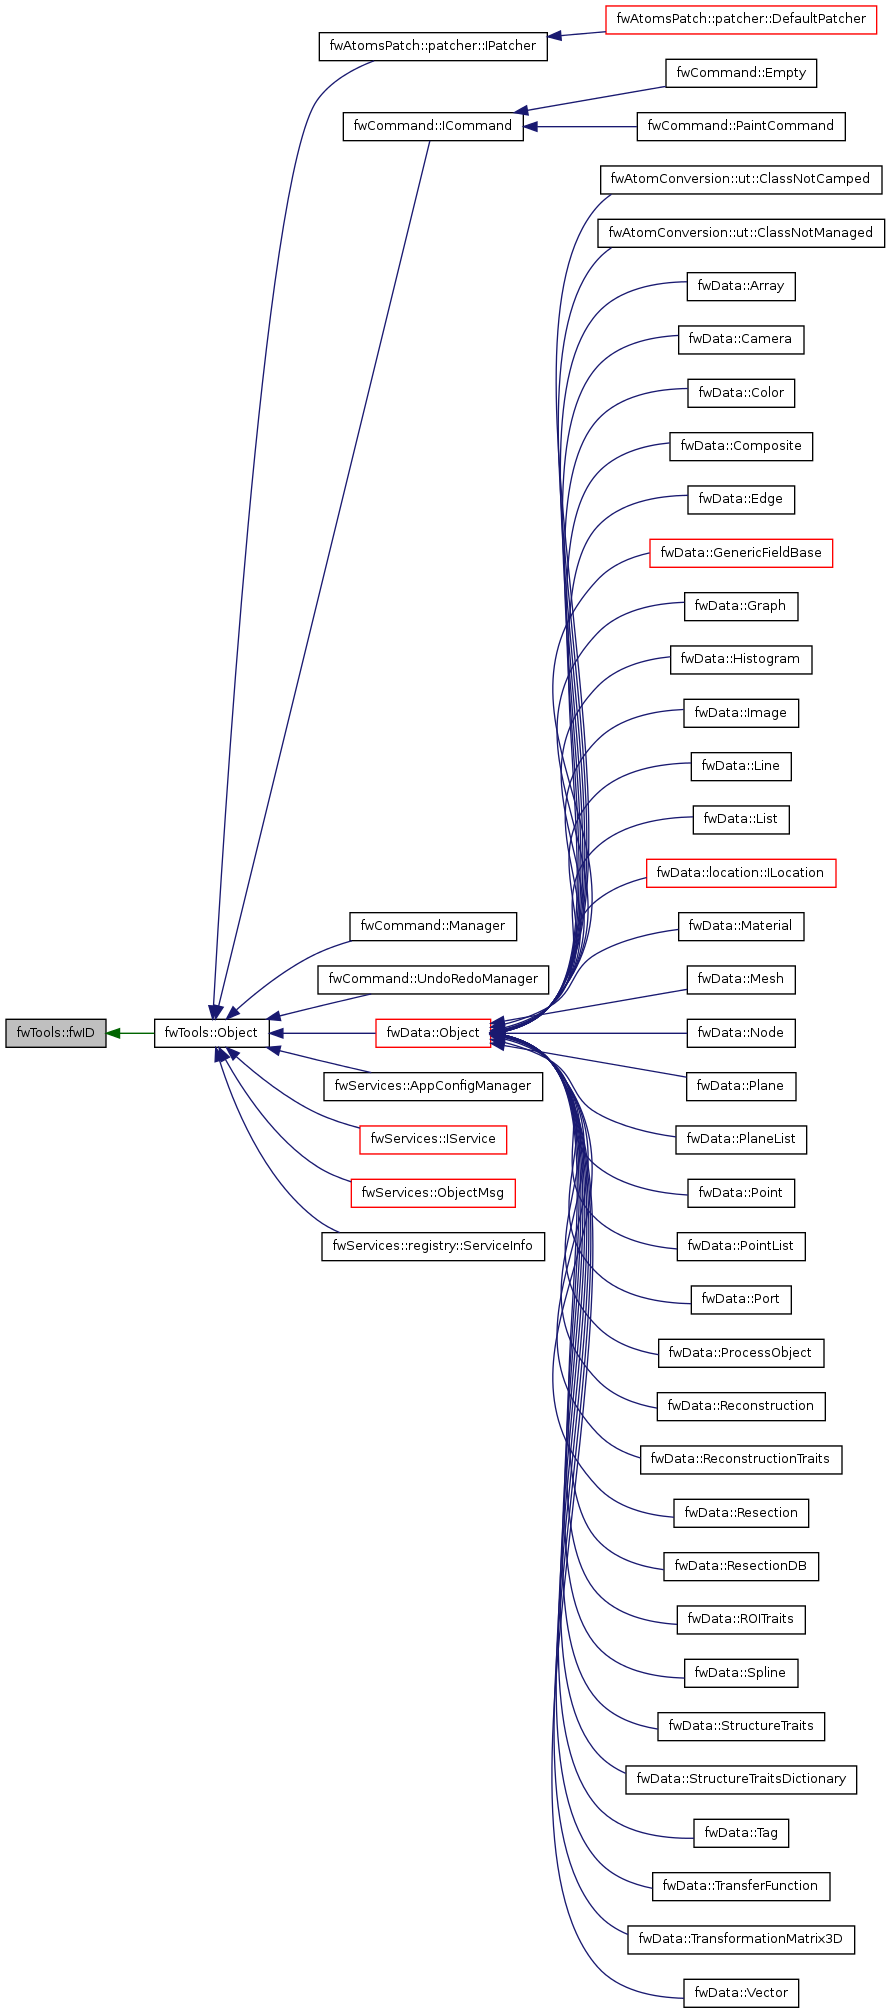 fwAtomsPatch::patcher::DefaultPatcher
fwAtomsPatch::patcher::IPatcher
fwCommand::Empty
fwCommand::ICommand
fwCommand::PaintCommand
fwAtomConversion::ut::ClassNotCamped
fwAtomConversion::ut::ClassNotManaged
fwData::Array
fwData::Camera
fwData::Color
fwData::Composite
fwData::Edge
fwData::GenericFieldBase
fwData::Graph
fwData::Histogram
fwData::Image
fwData::Line
fwData::List
fwData::location::ILocation
fwCommand::Manager
fwData::Material
fwCommand::UndoRedoManager
fwData::Mesh
fwTools::fwID
fwTools::Object
fwData::Object
fwData::Node
fwServices::AppConfigManager
fwData::Plane
fwServices::IService
fwData::PlaneList
fwServices::ObjectMsg
fwData::Point
fwServices::registry::ServiceInfo
fwData::PointList
fwData::Port
fwData::ProcessObject
fwData::Reconstruction
fwData::ReconstructionTraits
fwData::Resection
fwData::ResectionDB
fwData::ROITraits
fwData::Spline
fwData::StructureTraits
fwData::StructureTraitsDictionary
fwData::Tag
fwData::TransferFunction
fwData::TransformationMatrix3D
fwData::Vector